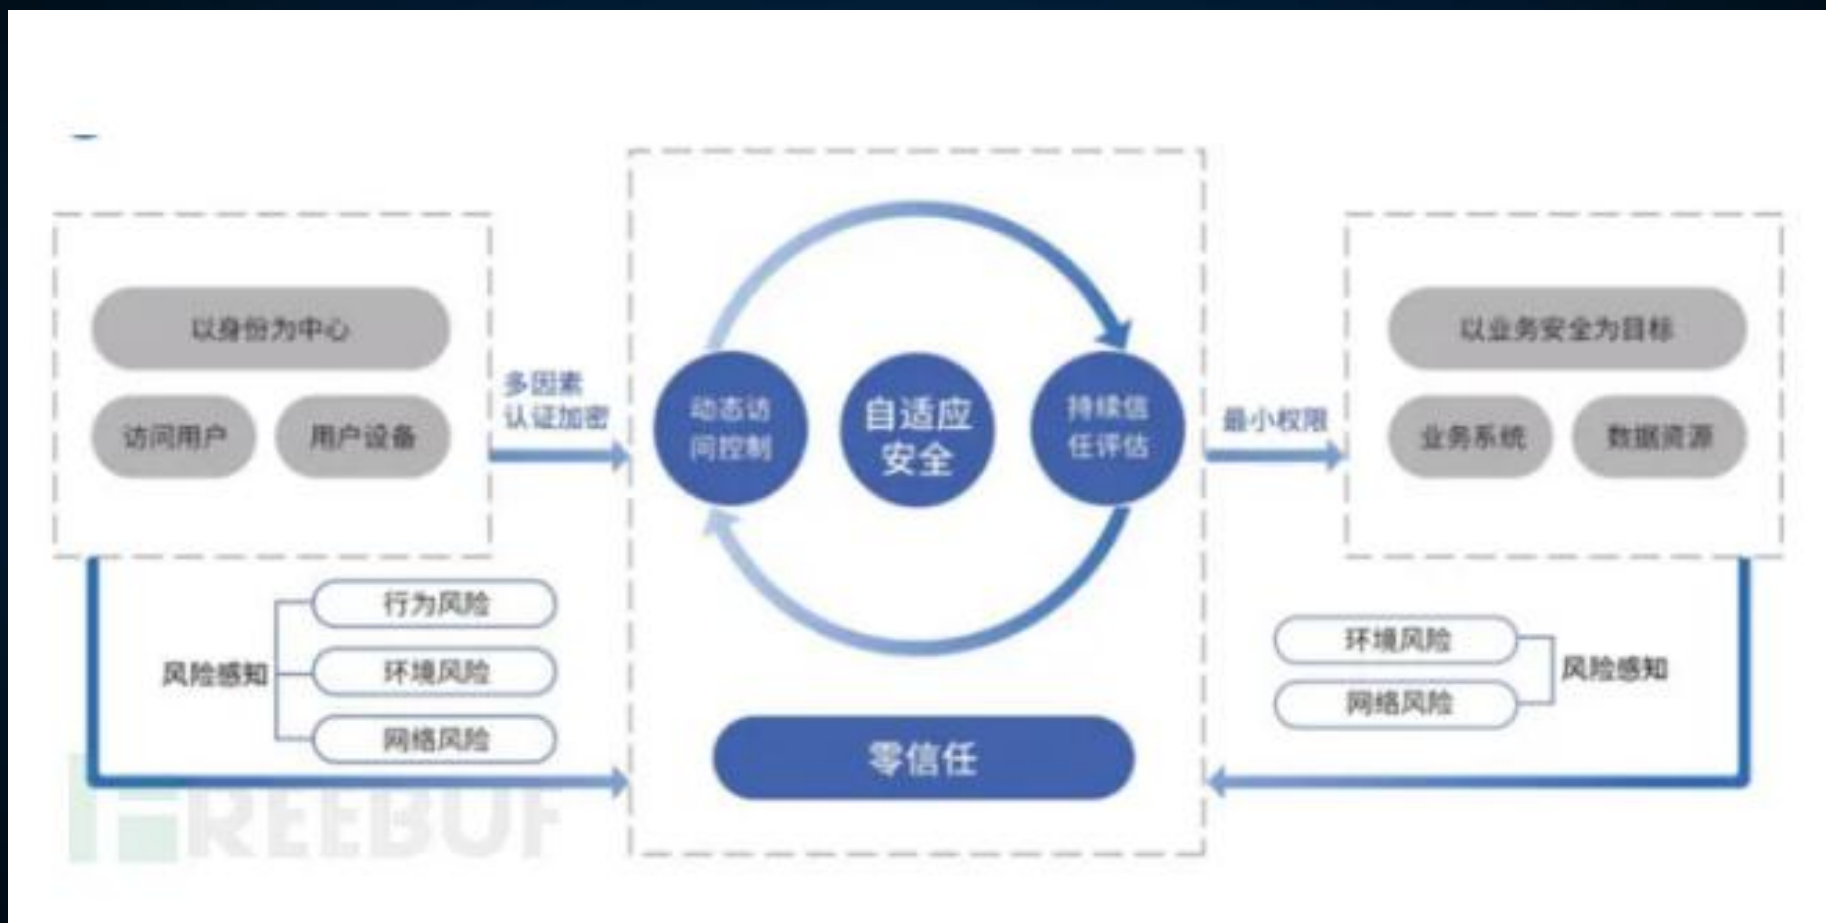 以身份为中心
访问用户
用户设备
多因素
认证加密
动态访
问控制
自适应
安全
持续信
任评估
最小权限
以业务安全为目标
业务系统
数据资源
风险感知
行为风险
环境风险
网络风险
零信任
环境风险
网络风险
风险感知
REEBUF